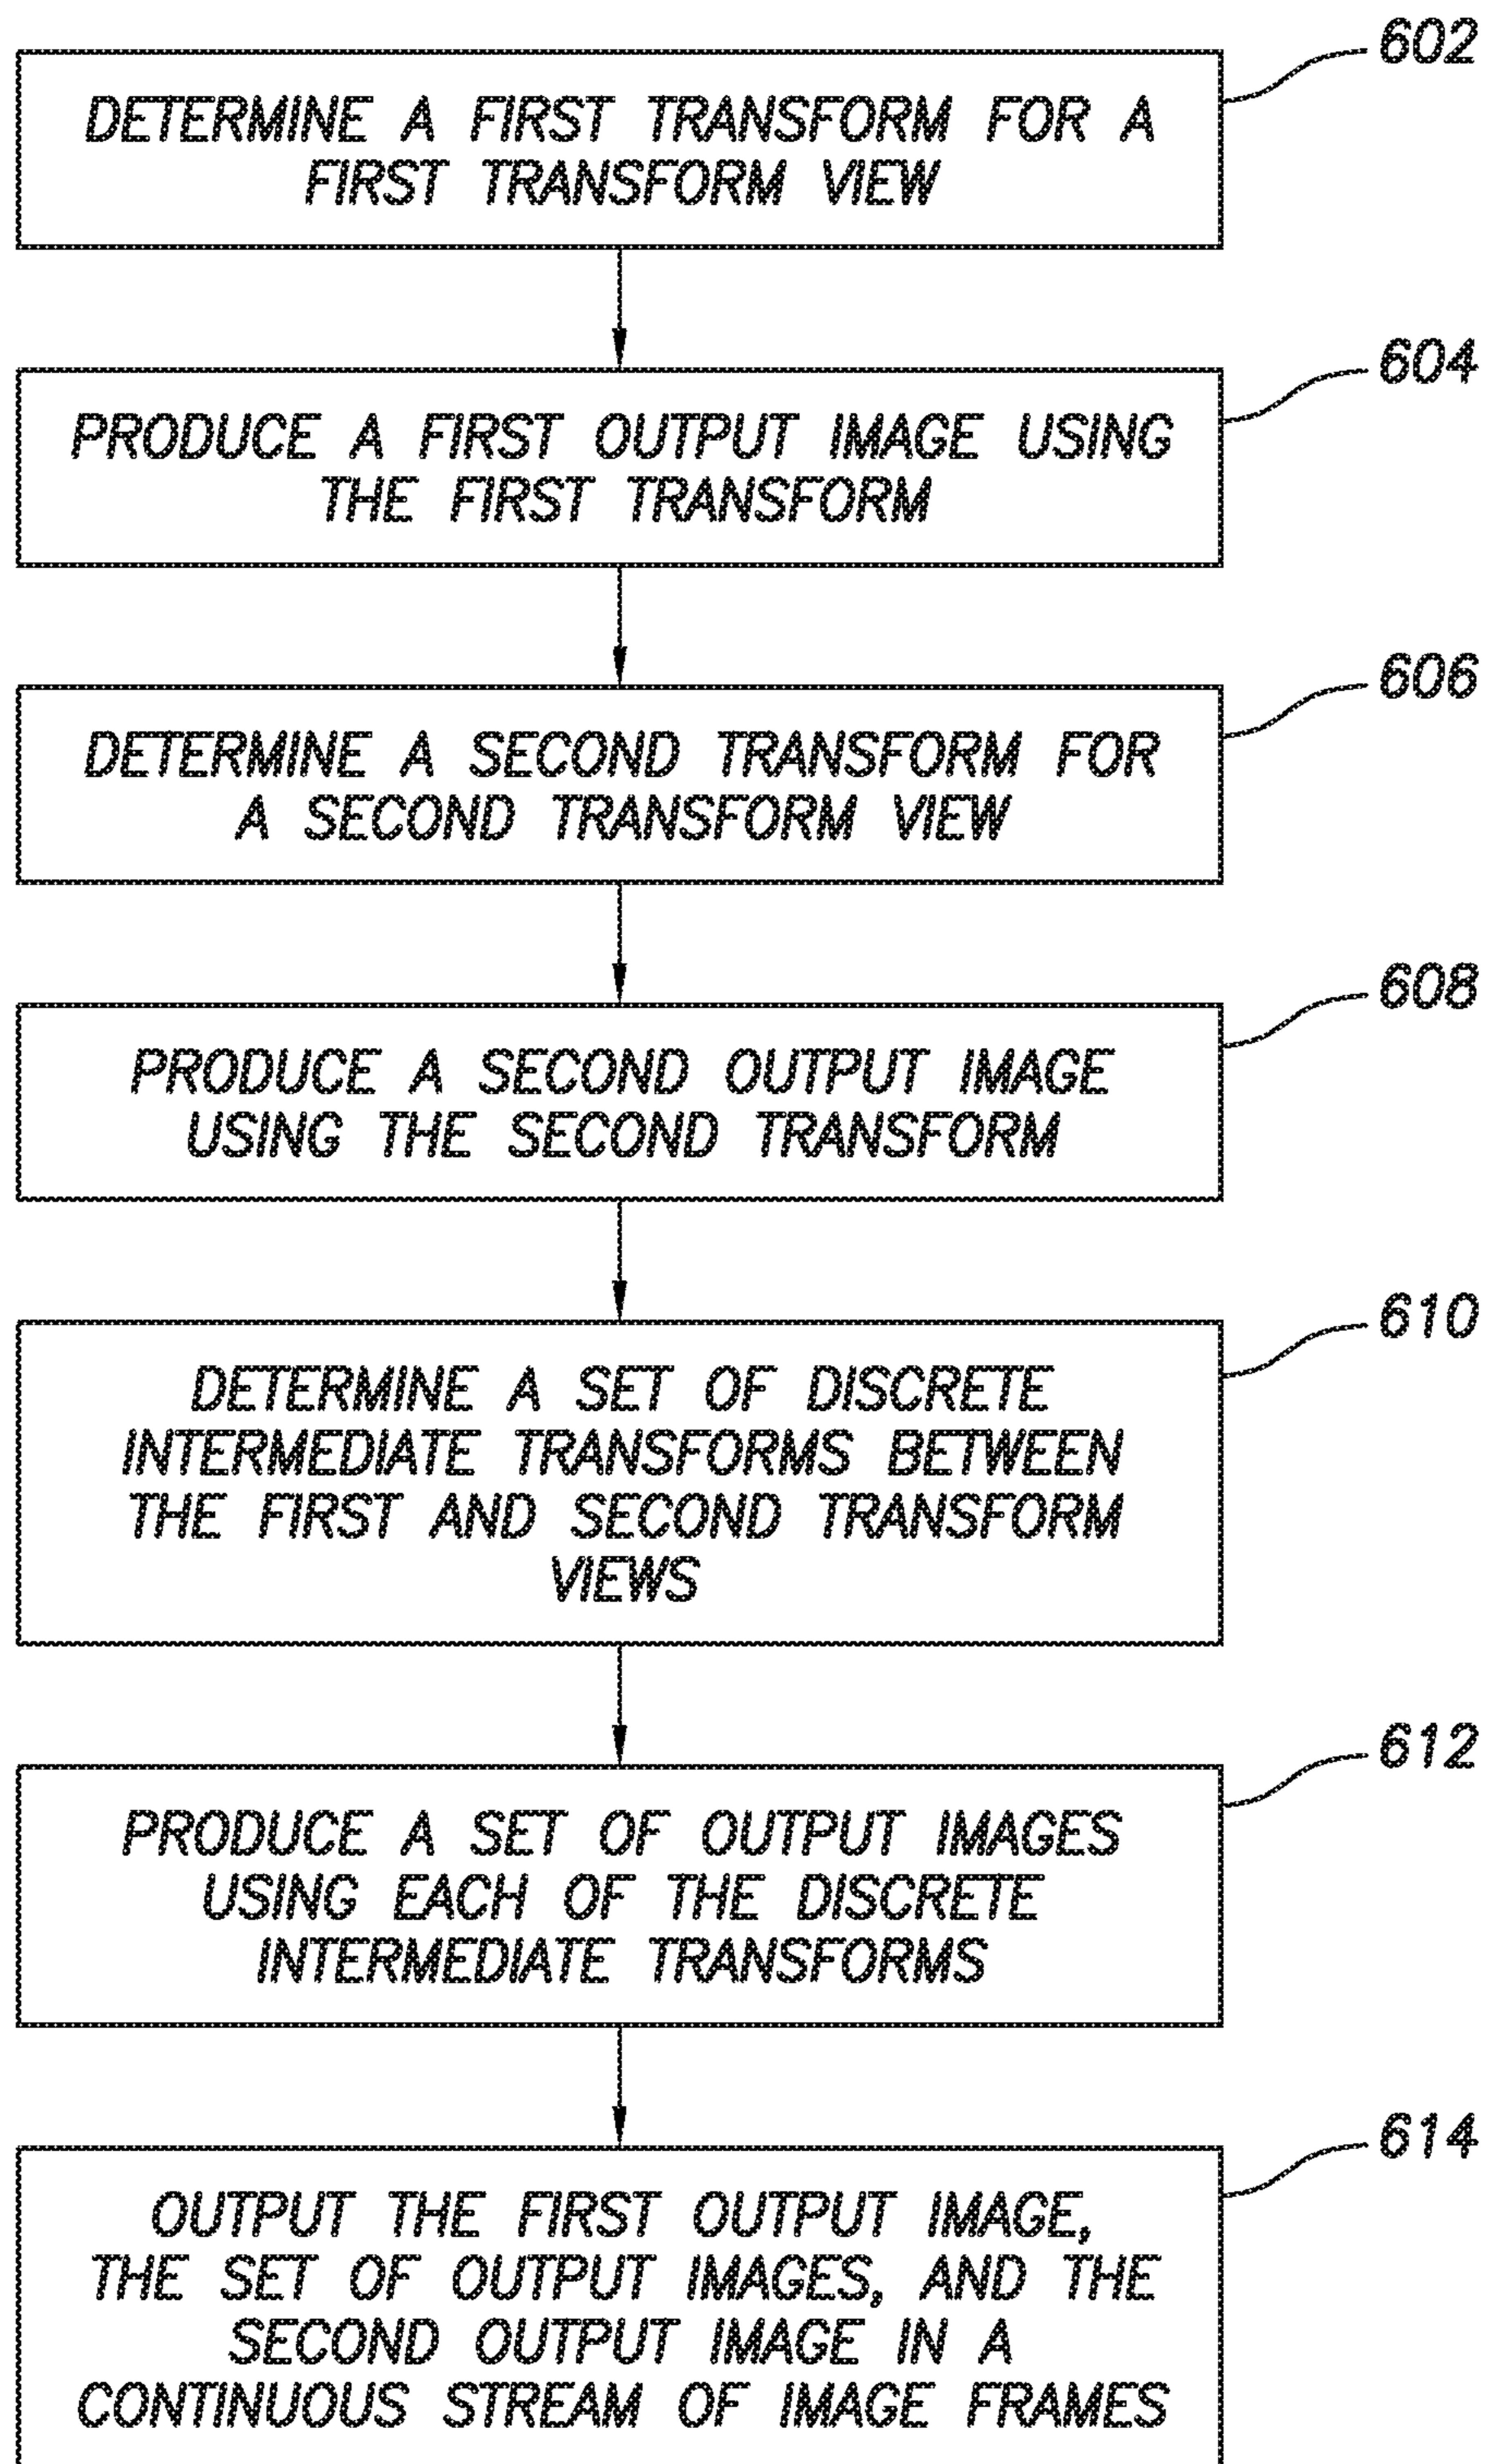 602
DETERMINE A FIRST TRANSFORM FOR A
FIRST TRANSFORM VIEW
604
PRODUCE A FIRST OUTPUT IMAGE USING
THE FIRST TRANSFORM
606
DETERMINE A SECOND TRANSFORM FOR
A SECOND TRANSFORM VIEW
608
PRODUCE A SECOND OUTPUT IMAGE
USING THE SECOND TRANSFORM
610
DETERMINE A SET OF DISCRETE
INTERMEDIATE TRANSFORMS BETWEEN
THE FIRST AND SECOND TRANSFORM
VIEWS
612
PRODUCE A SET OF OUTPUT IMAGES
USING EACH OF THE DISCRETE
INTERMEDIATE TRANSFORMS
614
OUTPUT THE FIRST OUTPUT IMAGE,
THE SET OF OUTPUT IMAGES, AND THE
SECOND OUTPUT IMAGE IN A
CONTINUOUS STREAM OF IMAGE FRAMES